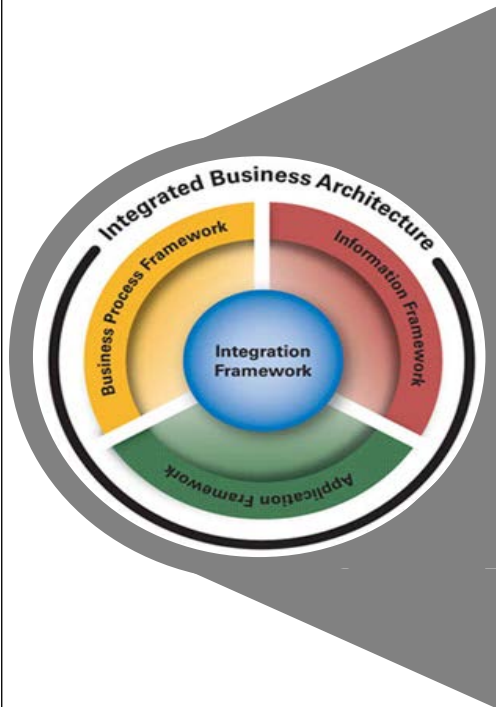 Integrated Business Architecture
Business Process Framework
Information Framework
Integration
Framework
Application Framework